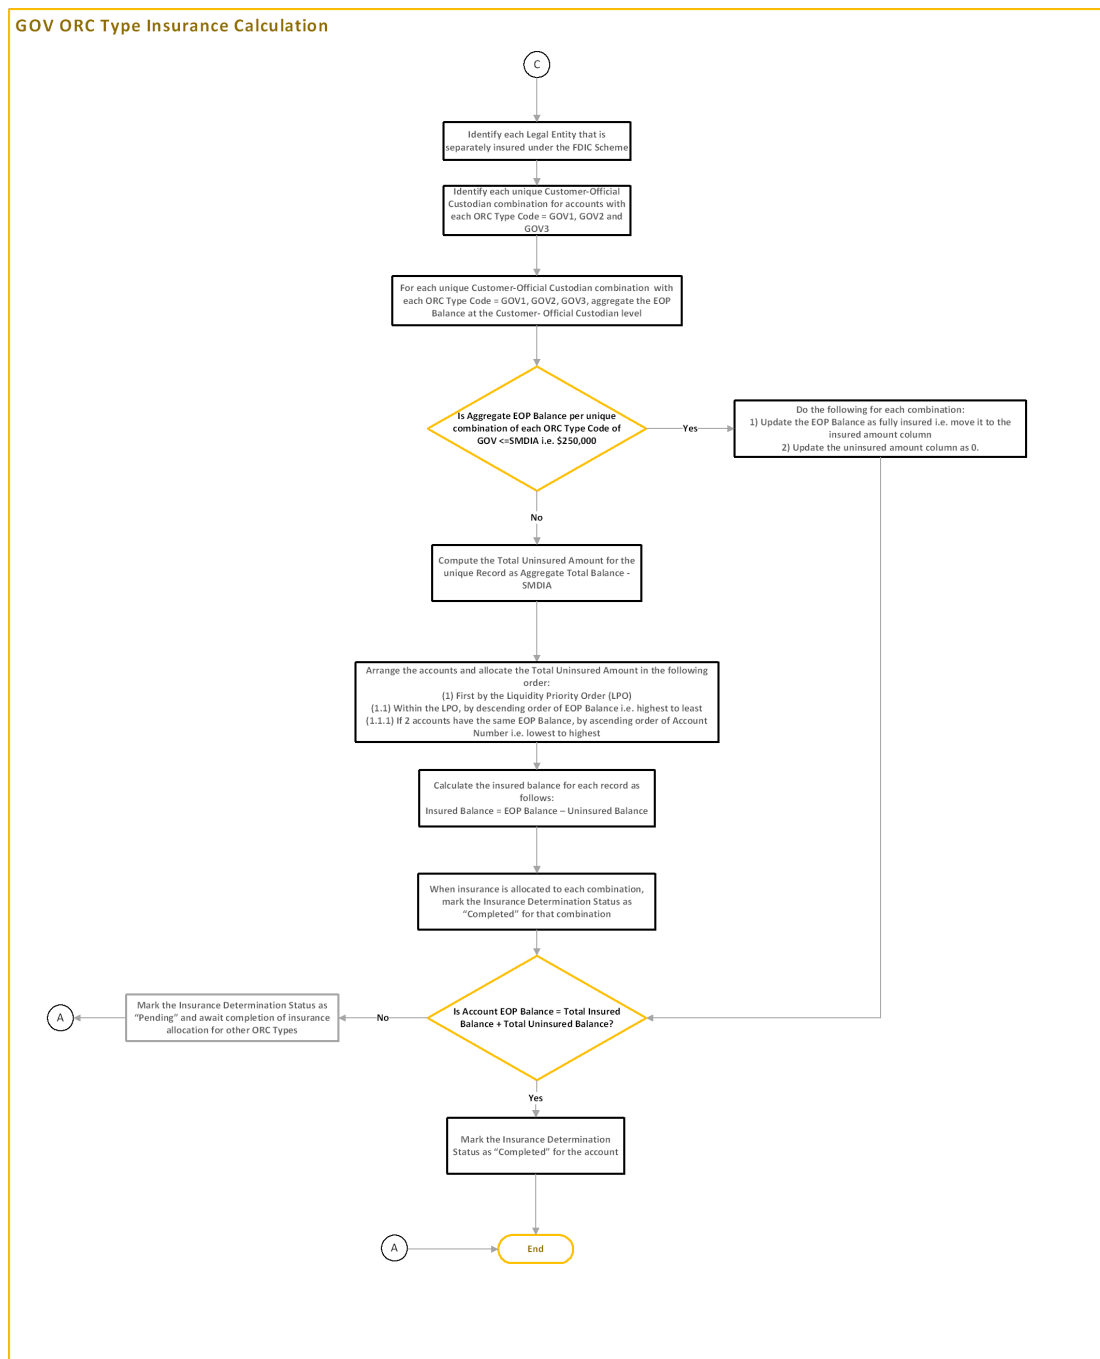 GOV ORC Type Insurance Calculation
C
Identify each Legal Entity that is
separately insured under the FDIC Scheme
Identify each unique Customer-Official
Custodian combination for accounts with
each ORC Type Code = GOV1, GOV2 and
GOV3
For each unique Customer-Official Custodian combination with
each ORC Type Code = GOV1, GOV2, GOV3, aggregate the EOP
Balance at the Customer- Official Custodian level
Is Aggregate EOP Balance per unique
combination of each ORC Type Code of
GOV <=SMDIA i.e. $250,000
Yes
Do the following for each combination:
1) Update the EOP Balance as fully insured i.e. move it to the
insured amount column
2) Update the uninsured amount column as 0.
No
Compute the Total Uninsured Amount for the
unique Record as Aggregate Total Balance -
SMDIA
Arrange the accounts and allocate the Total Uninsured Amount in the following
order:
(1) First by the Liquidity Priority Order (LPO)
(1.1) Within the LPO, by descending order of EOP Balance i.e. highest to least
(1.1.1) If 2 accounts have the same EOP Balance, by ascending order of Account
Number i.e. lowest to highest
Calculate the insured balance for each record as
follows:
Insured Balance = EOP Balance – Uninsured Balance
When insurance is allocated to each combination,
mark the Insurance Determination Status as
“Completed” for that combination
Is Account EOP Balance = Total Insured
Balance + Total Uninsured Balance?
No
Mark the Insurance Determination Status as
“Pending” and await completion of insurance
allocation for other ORC Types
A
Yes
Mark the Insurance Determination
Status as “Completed” for the account
A
End